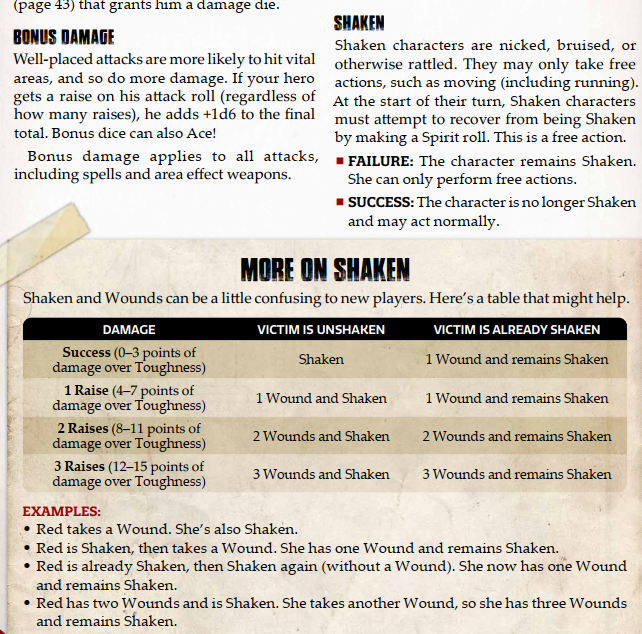 (page 43) that grants him a damage die.
BONUS DAMAGE
Well-placed attacks are more likely to hit vital
areas, and so do more damage. If your hero
gets a raise on his attack roll (regardless of
how many raises), he adds +1d6 to the final
total. Bonus dice can also Ace!
Bonus damage applies to all attacks,
including spells and area effect weapons.
SHAKEN
Shaken characters are nicked, bruised, or
otherwise rattled. They may only take free
actions, such as moving (including running).
At the start of their turn, Shaken characters
must attempt to recover from being Shaken
by making a Spirit roll. This is a free action.
■ FAILURE: The character remains Shaken.
She can only perform free actions.
■ SUCCESS: The character is no longer Shaken
and may act normally.
MORE ON SHAKEN
Shaken and Wounds can be a little confusing to new players. Here's a table that might help.
DAMAGE VICTIM IS UNSHAKEN VICTIM IS ALREADY SHAKEN
Success (0–3 points of
damage over Toughness) Shaken 1 Wound and remains Shaken
1 Raise (4–7 points of
damage over Toughness) 1 Wound and Shaken 1 Wound and remains Shaken
2 Raises (8–11 points of
damage over Toughness) 2 Wounds and Shaken 2 Wounds and remains Shaken
3 Raises (12–15 points of
damage over Toughness) 3 Wounds and Shaken 3 Wounds and remains Shaken
EXAMPLES:
• Red takes a Wound. She's also Shaken.
• Red is Shaken, then takes a Wound. She has one Wound and remains Shaken.
• Red is already Shaken, then Shaken again (without a Wound). She now has one Wound
and remains Shaken.
• Red has two Wounds and is Shaken. She takes another Wound, so she has three Wounds
and remains Shaken.